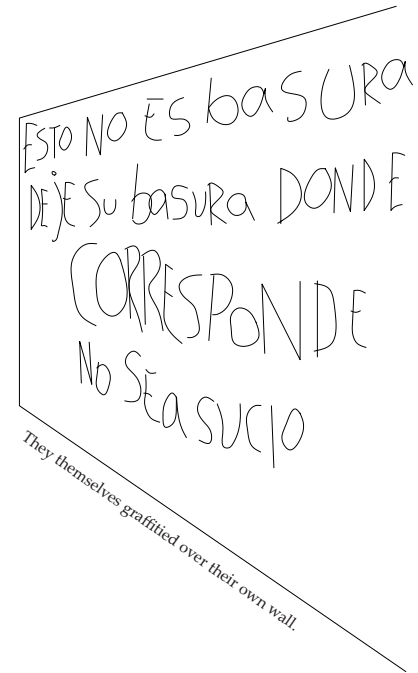 ESTO NO ES basURa
DEjE Su basuRa DONDE
CORRESPONDE
No SEa SUCIO
They themselves graffitied over their own wall.